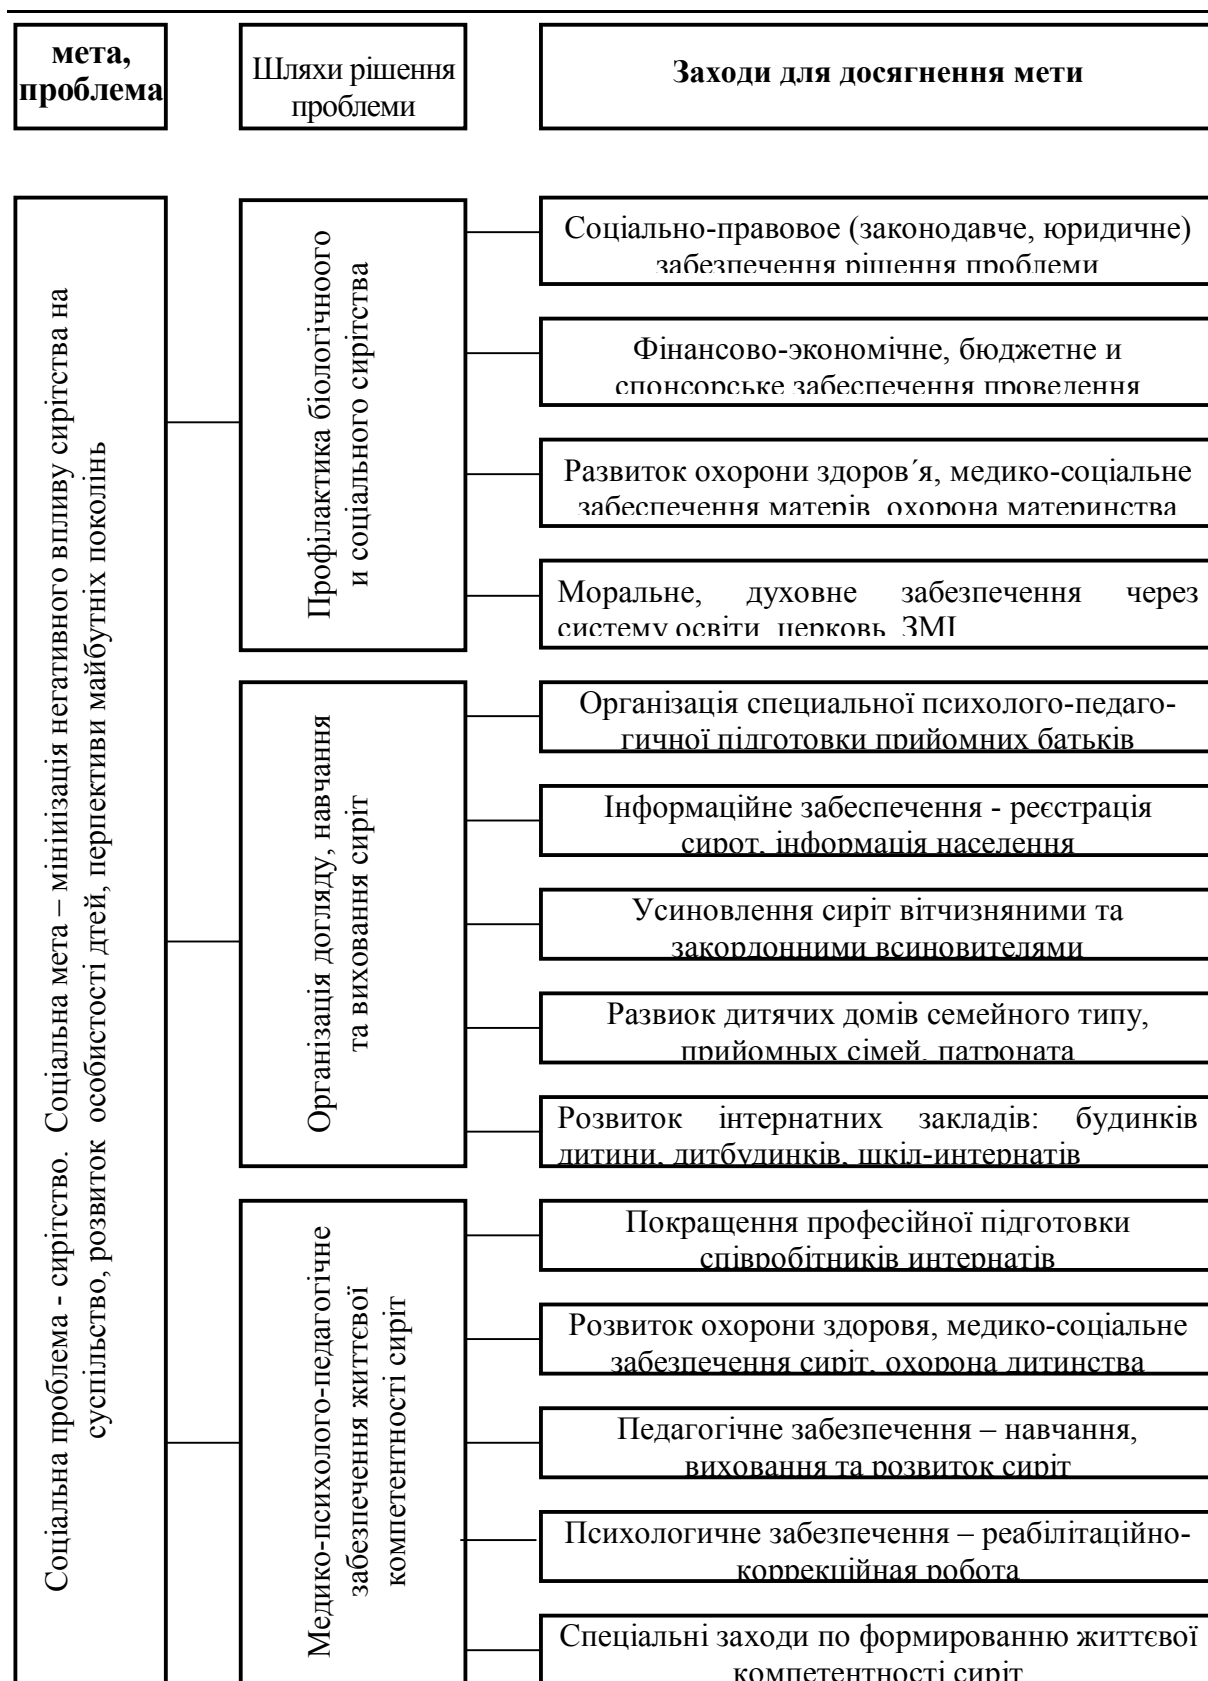 мета,
проблема
Шляхи рішення
проблеми
Заходи для досягнення мети
Соціальна проблема - сирітство. Соціальна мета – мініизація негативного впливу сирітства на
суспільство, розвиток особистості дтей, перпективи майбутніх поколінь
Профілактика біологічноого
и соціального сирітства
Соціально-правовое (законодавче, юридичне)
забезпечення рішення проблеми
Фінансово-экономічне, бюджетне и
спонсорське забеспечення проведення
Развиток охорони здоров´я, медико-соціальне
забеспечення матерів охорона материнства
Моральне, духовне забезпечення через
систему освіти церковь ЗМІ
Організація догляду, навчання
та виховання сиріт
Організація специальної психолого-педаго-
гичної підготовки прийомних батьків
Інформаційне забеспечення - реєстрація
сирот, інформація населення
Усиновлення сиріт вітчизняними та
закордонними всиновителями
Развиок дитячих домів семейного типу,
прийомных сімей, патроната
Розвиток інтернатних закладів: будинків
дитини, дитбудинків, шкіл-интернатів
Медико-психолого-педагогічне
забезпечення життєвої
компетентності сиріт
Покращення професійної підготовки
співробітників интернатів
Розвиток охорони здоровя, медико-соціальне
забезпечення сиріт, охорона дитинства
Педагогічне забезпечення – навчання,
виховання та розвиток сиріт
Психологичне забезпечення – реабілітаційно-
коррекційная робота
Спеціальні заходи по формированню життєвої
компетентності сиріт